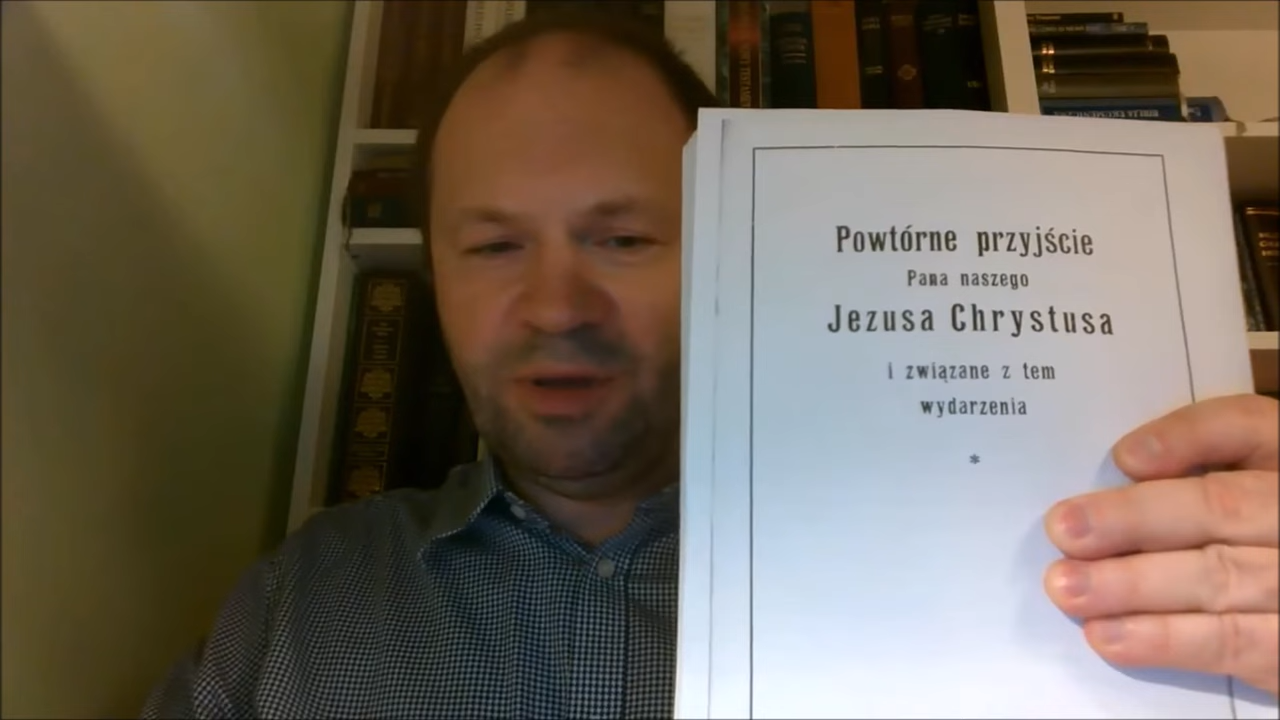 Powtórne przyjście
Pana naszego
Jezusa Chrystusa
i związane z tem
wydarzenia
*